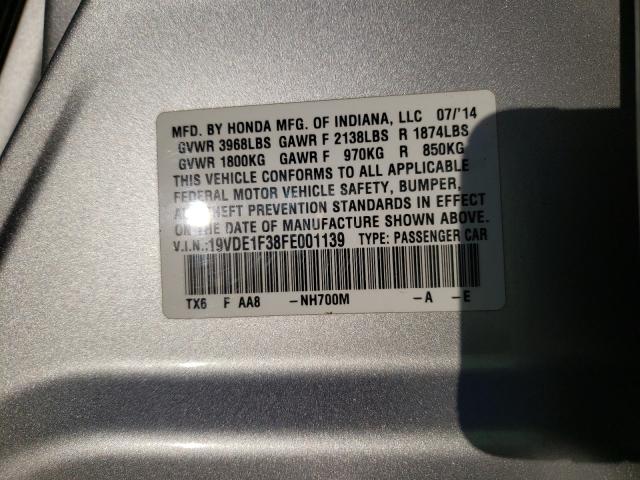 MFD. BY HONDA MFG. OF INDIANA, LLC 07/'14
GVWR 3968LBS GAWR F 2138LBS R 1874LBS
GVWR 1800KG GAWR F 970KG R 850KG
THIS VEHICLE CONFORMS TO ALL APPLICABLE
FEDERAL MOTOR VEHICLE SAFETY, BUMPER,
AND THEFT PREVENTION STANDARDS IN EFFECT
ON THE DATE OF MANUFACTURE SHOWN ABOVE.
V.I.N.:19VDE1F38FE001139 TYPE: PASSENGER CAR
TX6 F AA8 -NH700M -A -E